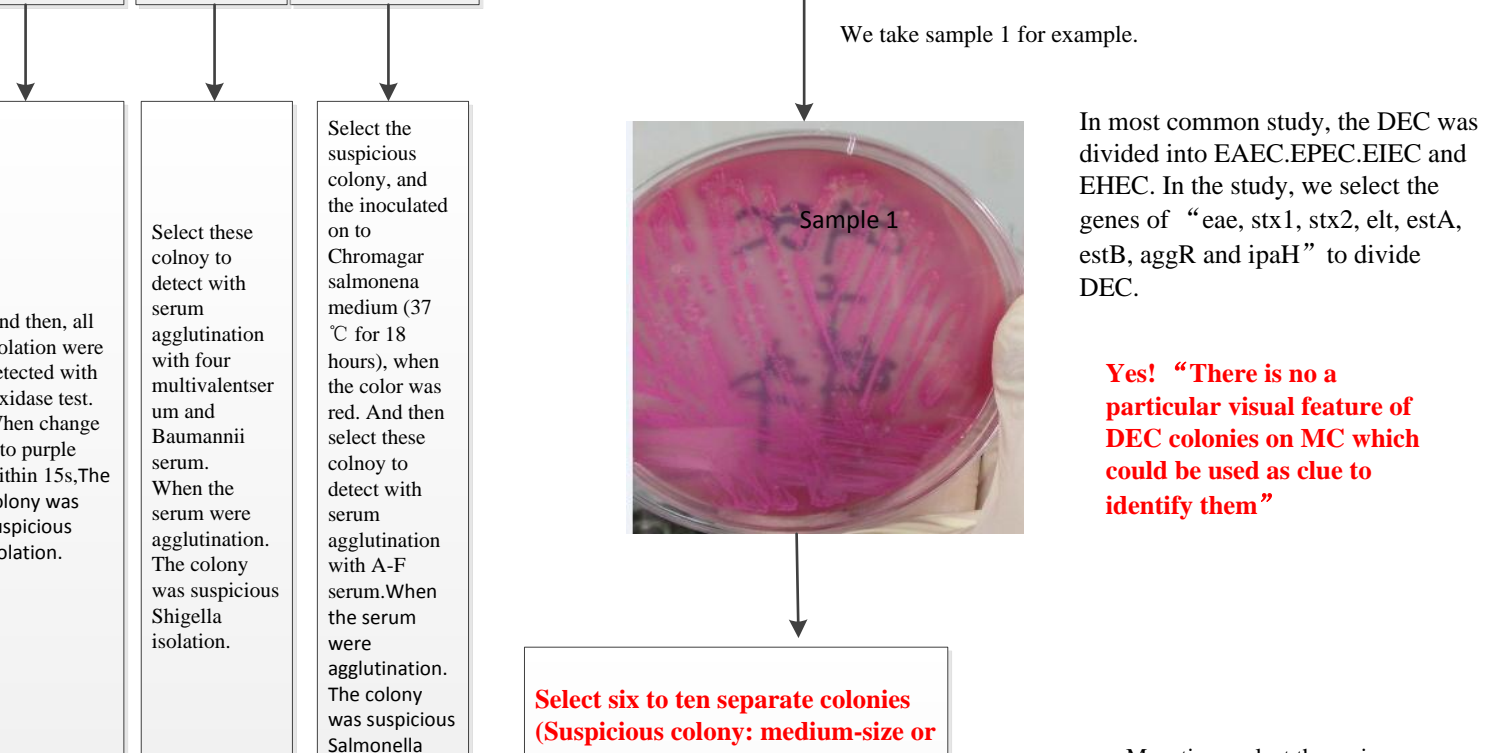 We take sample 1 for example.
nd then, all
olation were
etected with
xidase test.
hen change
to purple
ithin 15s,The
olony was
uspicious
olation.
Select these
colnoy to
detect with
serum
agglutination
with four
multivalentser
um and
Baumannii
serum.
When the
serum were
agglutination.
The colony
was suspicious
Shigella
isolation.
Select the
suspicious
colony, and
the inoculated
on to
Chromagar
salmonena
medium (37
℃ for 18
hours), when
the color was
red. And then
select these
colnoy to
detect with
serum
agglutination
with A-F
serum.When
the serum
were
agglutination.
The colony
was suspicious
Salmonella
Sample 1
In most common study, the DEC was
divided into EAEC.EPEC.EIEC and
EHEC. In the study, we select the
genes of “eae, stx1, stx2, elt, estA,
estB, aggR and ipaH” to divide
DEC.
Yes! “There is no a
particular visual feature of
DEC colonies on MC which
could be used as clue to
identify them”
Select six to ten separate colonies
(Suspicious colony: medium-size or